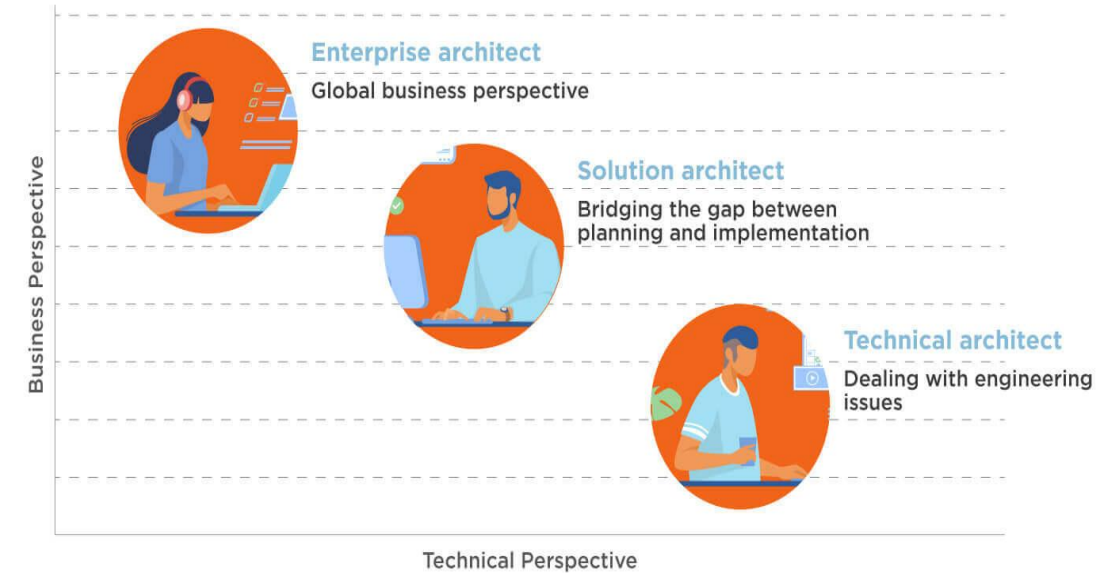 Enterprise architect
Global business perspective
Solution architect
Bridging the gap between
planning and implementation
Technical architect
Dealing with engineering
issues
Business Perspective
Technical Perspective